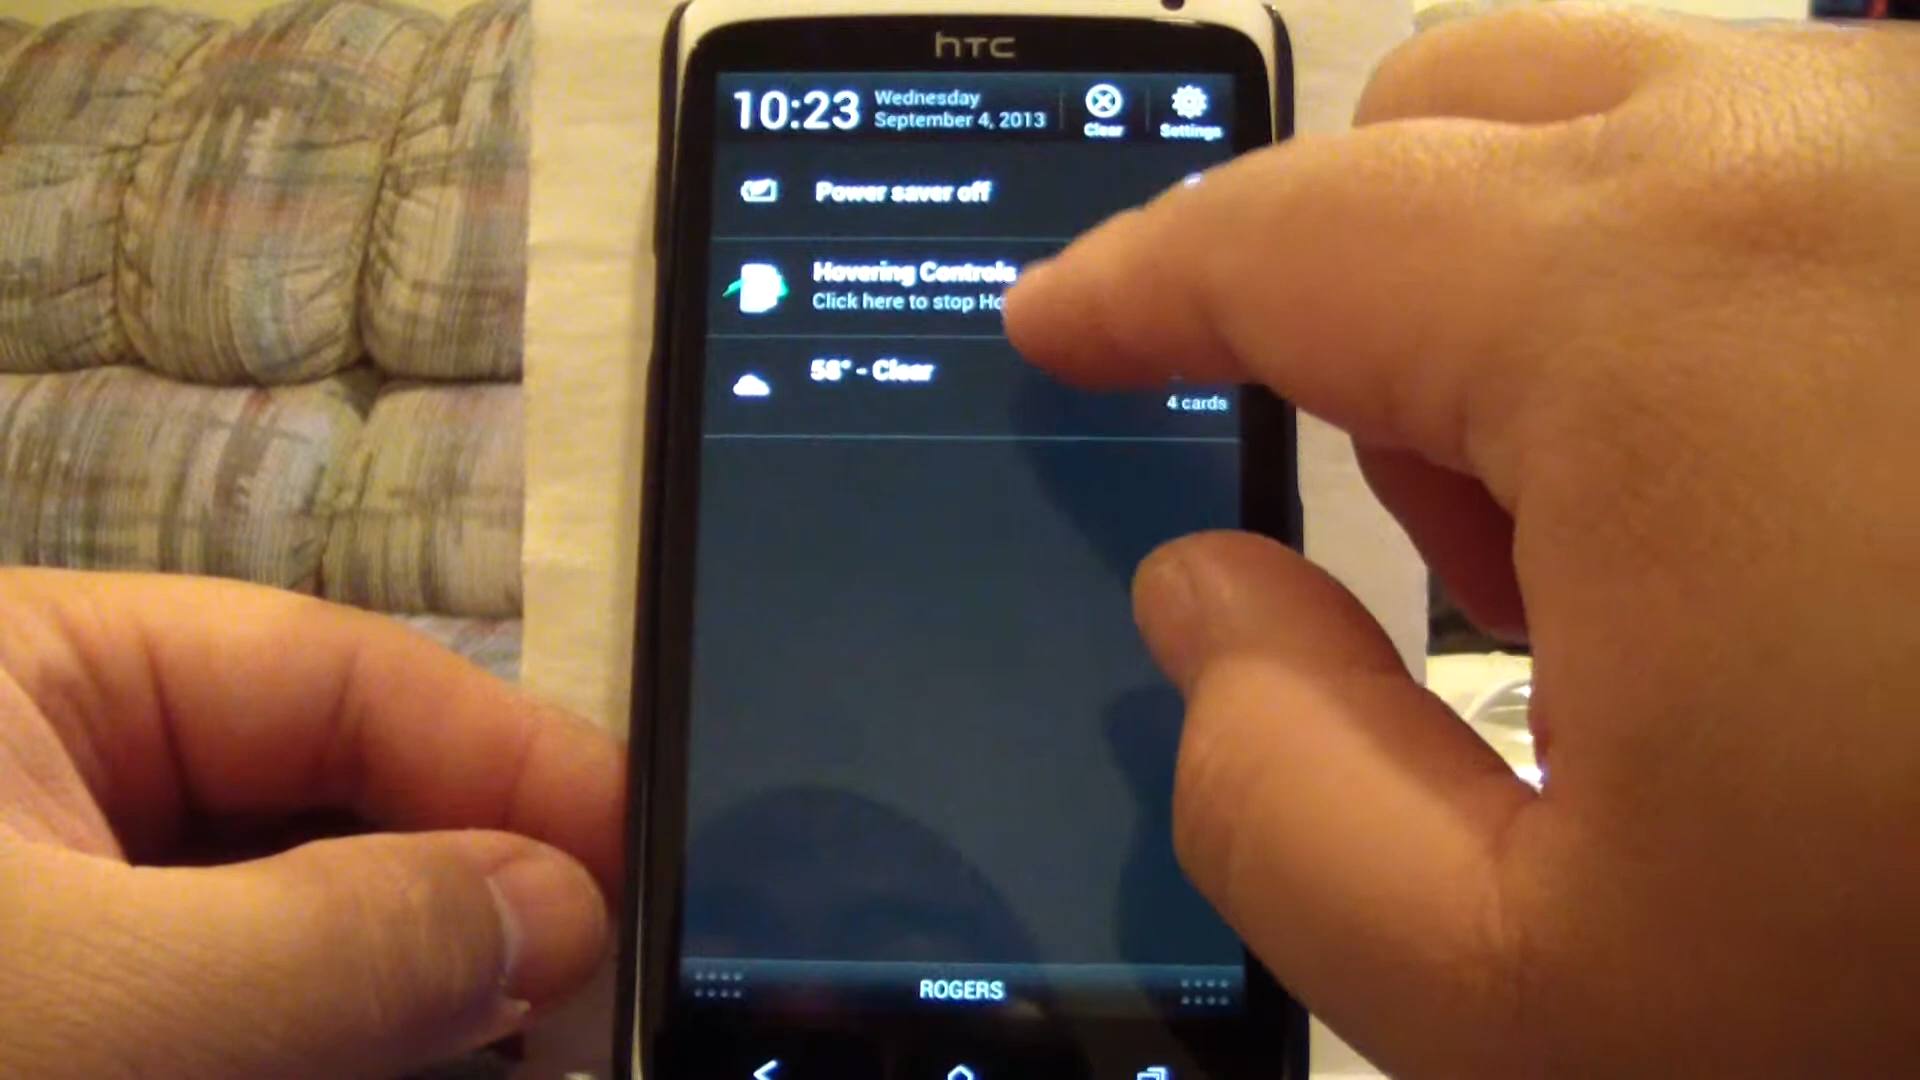 hTC
10:23
Wednesday
September 4, 2013
Clear
Settings
Power saver off
Hovering Controls
Click here to stop
58° - Clear
4 cards
ROGERS